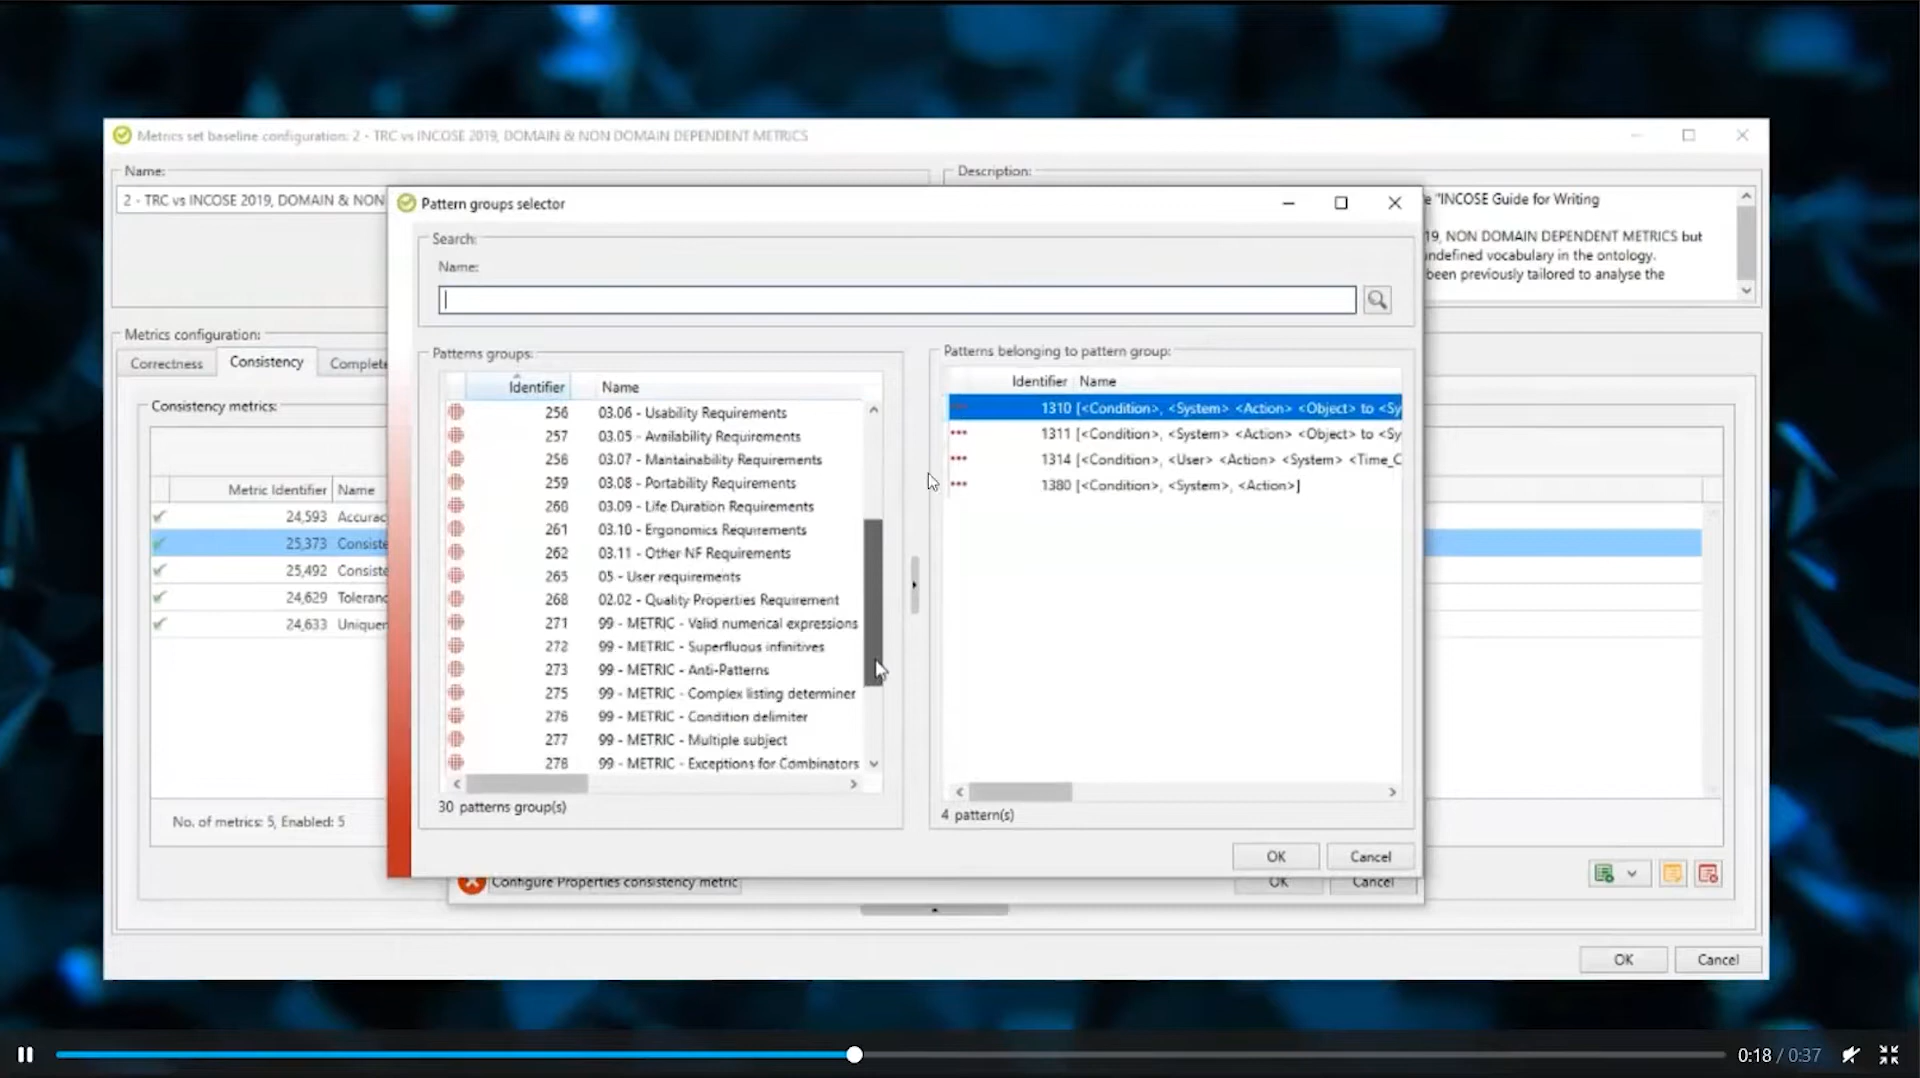 Metrics set baseline configuration: 2 - TRC vs INCOSE 2019, DOMAIN & NON DOMAIN DEPENDENT METRICS
Name:
Description:
2 - TRC vs INCOSE 2019, DOMAIN & NON
"INCOSE Guide for Writing
19, NON DOMAIN DEPENDENT METRICS but
undefined vocabulary in the ontology.
been previously tailored to analyse the
Pattern groups selector
Search:
Name:
Metrics configuration:
Correctness
Consistency
Complete
Consistency metrics:
Metric Identifier Name
24,593 Accurac
25,373 Consiste
25,492 Consiste
24,629 Toleranc
24,633 Uniquen
No. of metrics: 5, Enabled: 5
Patterns groups:
Identifier Name
256 03.06 - Usability Requirements
257 03.05 - Availability Requirements
258 03.07 - Mantainability Requirements
259 03.08 - Portability Requirements
260 03.09 - Life Duration Requirements
261 03.10 - Ergonomics Requirements
262 03.11 - Other NF Requirements
265 05 - User requirements
268 02.02 - Quality Properties Requirement
271 99 - METRIC - Valid numerical expressions
272 99 - METRIC - Superfluous infinitives
273 99 - METRIC - Anti-Patterns
275 99 - METRIC - Complex listing determiner
276 99 - METRIC - Condition delimiter
277 99 - METRIC - Multiple subject
278 99 - METRIC - Exceptions for Combinators
30 patterns group(s)
Patterns belonging to pattern group:
Identifier Name
1310 [<Condition>, <System> <Action> <Object> to <Sy
1311 [<Condition>, <System> <Action> <Object> to <Sy
1314 [<Condition>, <User> <Action> <System> <Time_C
1380 [<Condition>, <System>, <Action>]
4 pattern(s)
OK
Cancel
Configure Properties consistency metric
OK
Cancel
OK
Cancel
0:18 / 0:37